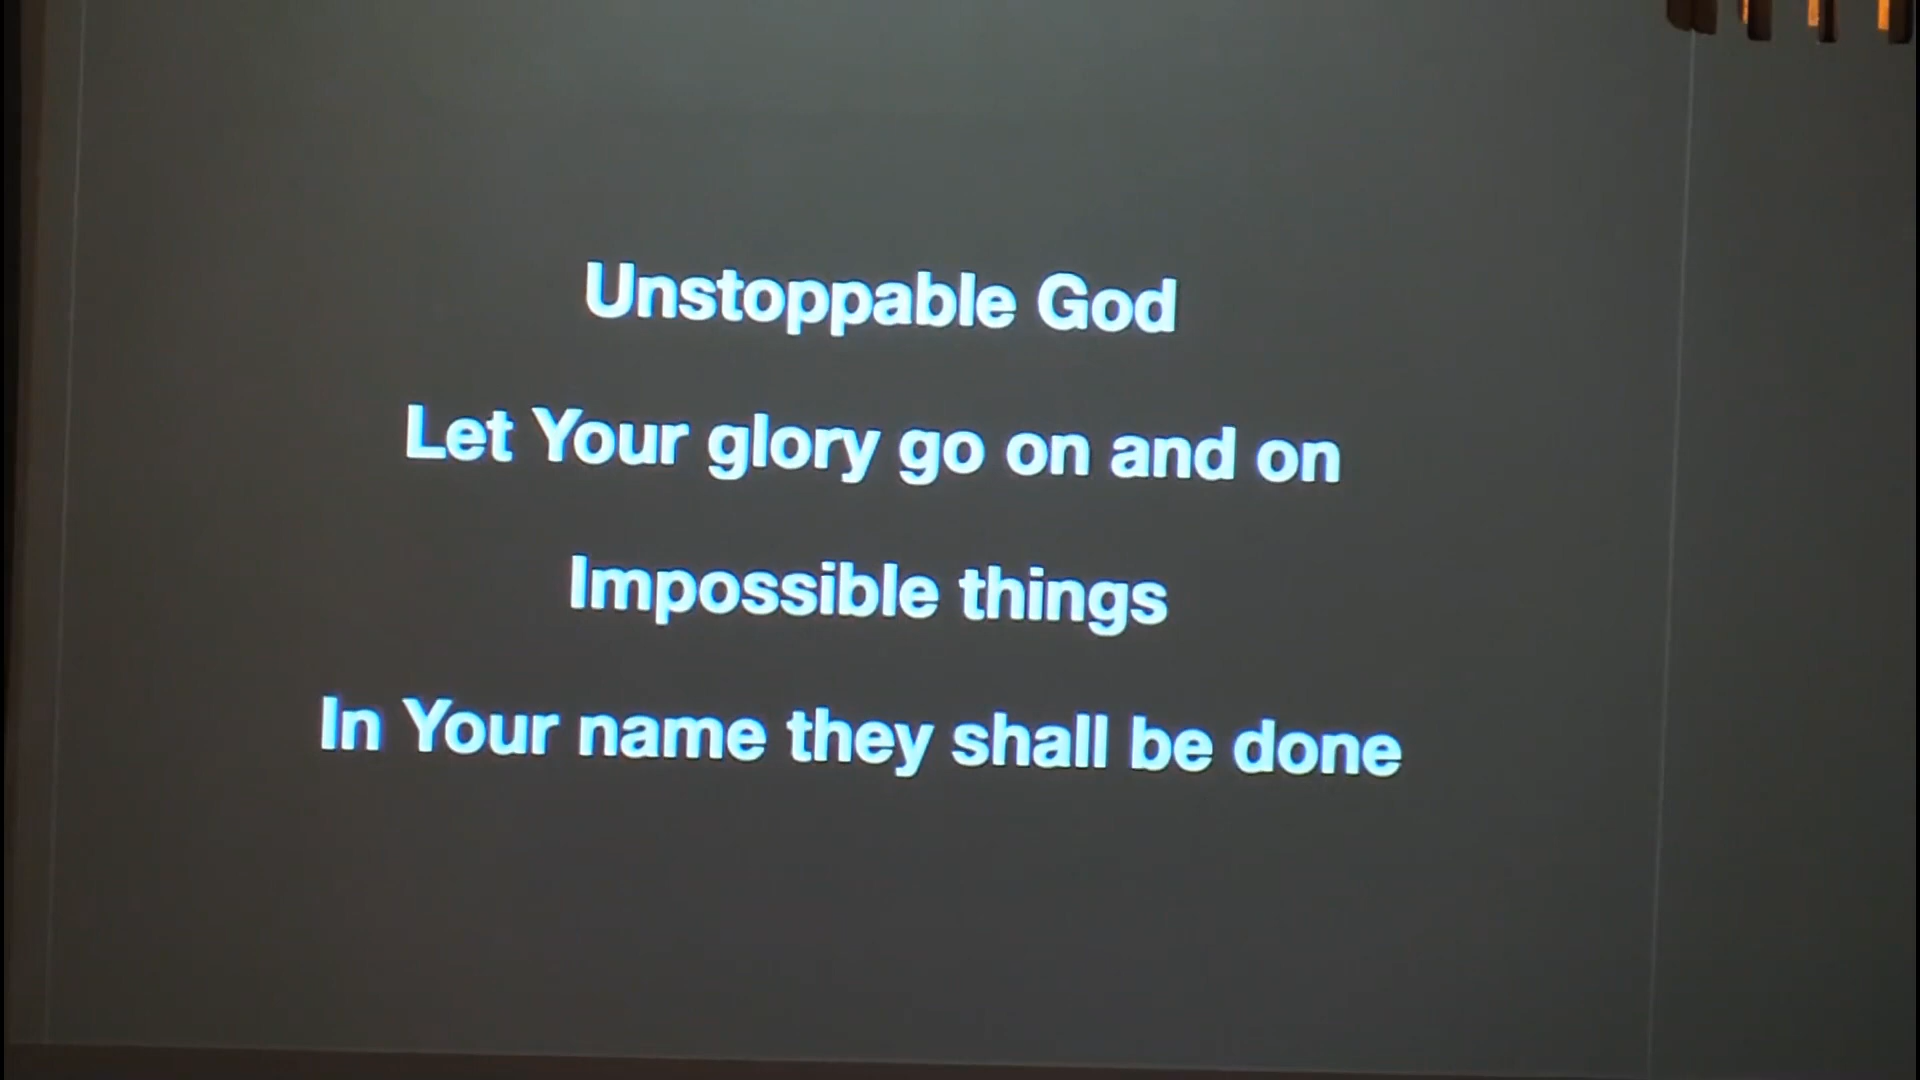 Unstoppable God
Let Your glory go on and on
Impossible things
In Your name they shall be done